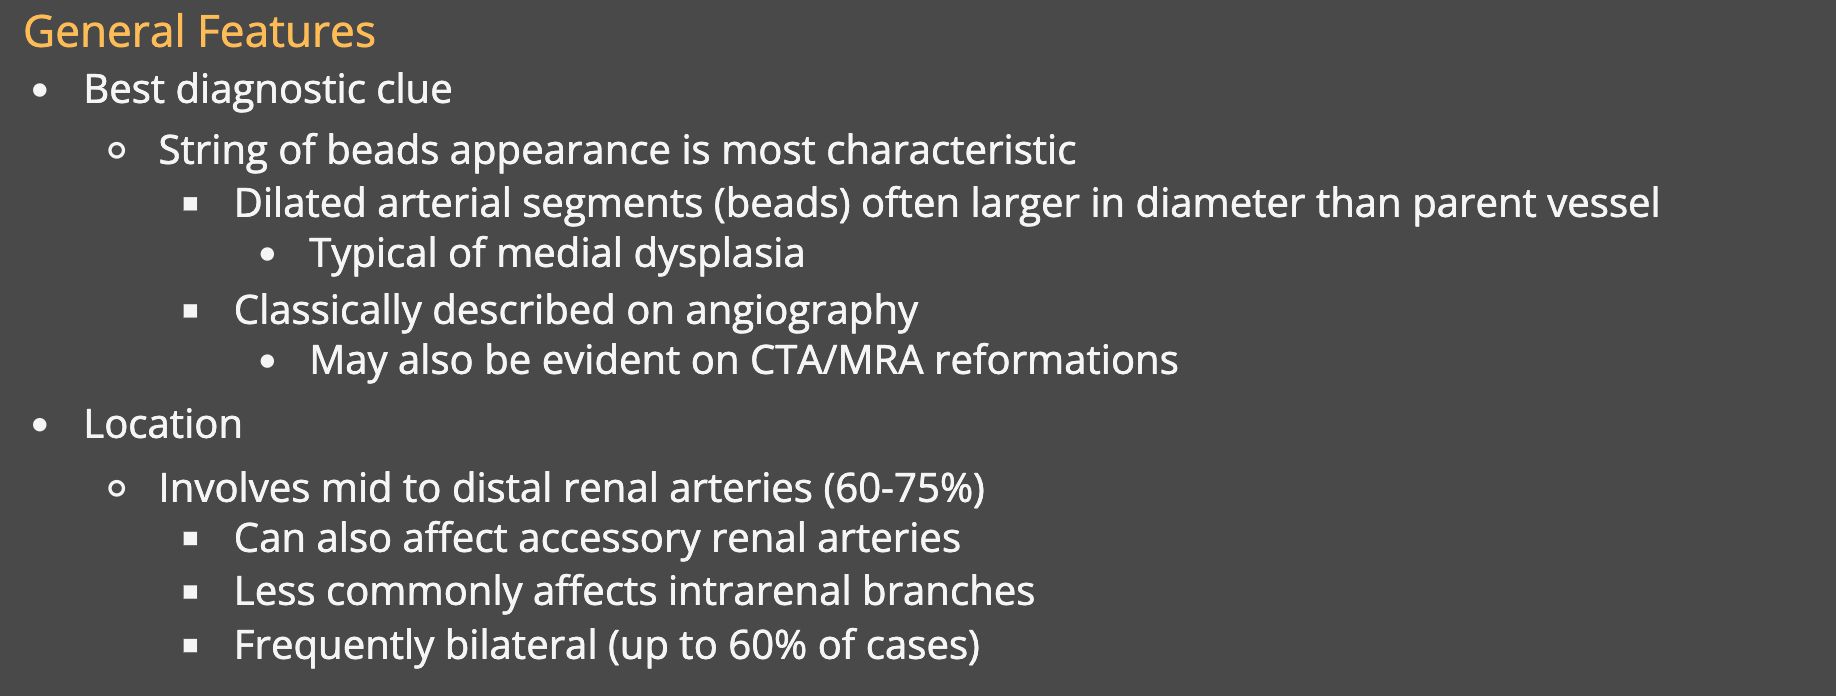 General Features
Best diagnostic clue
String of beads appearance is most characteristic
Dilated arterial segments (beads) often larger in diameter than parent vessel
Typical of medial dysplasia
Classically described on angiography
May also be evident on CTA/MRA reformations
Location
Involves mid to distal renal arteries (60-75%)
Can also affect accessory renal arteries
Less commonly affects intrarenal branches
Frequently bilateral (up to 60% of cases)